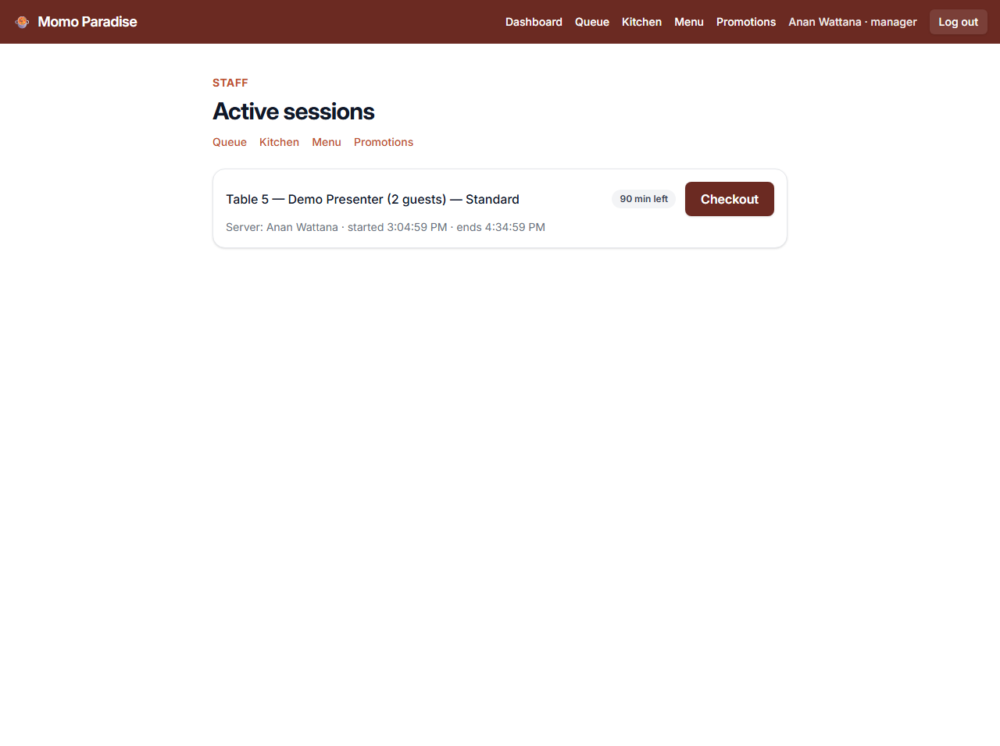 Momo Paradise
Dashboard Queue Kitchen Menu Promotions Anan Wattana · manager Log out
STAFF
Active sessions
Queue Kitchen Menu Promotions
Table 5 — Demo Presenter (2 guests) — Standard
90 min left
Checkout
Server: Anan Wattana · started 3:04:59 PM · ends 4:34:59 PM